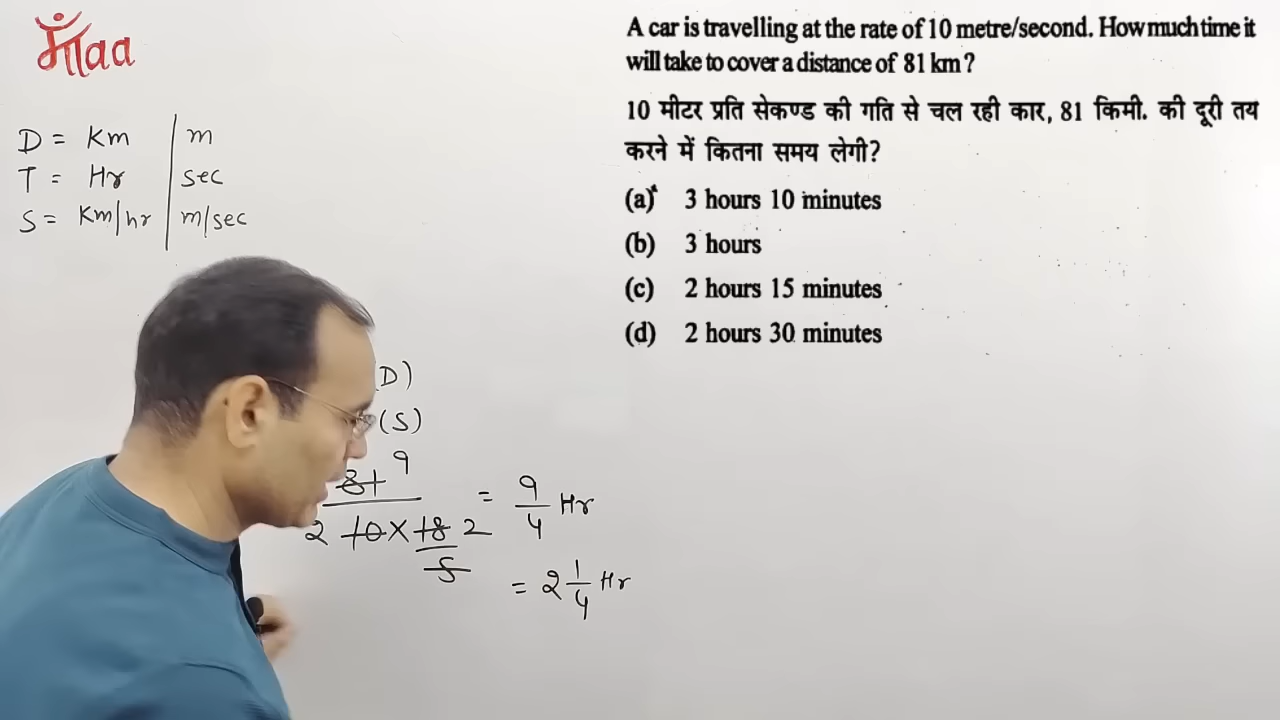 मैaa
A car is travelling at the rate of 10 metre/second. How much time it
will take to cover a distance of 81 km?
10 मीटर प्रति सेकण्ड की गति से चल रही कार, 81 किमी. की दूरी तय
करने में कितना समय लेगी?
(a) 3 hours 10 minutes
(b) 3 hours
(c) 2 hours 15 minutes
(d) 2 hours 30 minutes
D = Km | m
T = Hr | sec
S = Km/hr | m/sec
D)
(S)
81 9
2 10 × 18 2
5
= 9/4 Hr
= 2 1/4 Hr